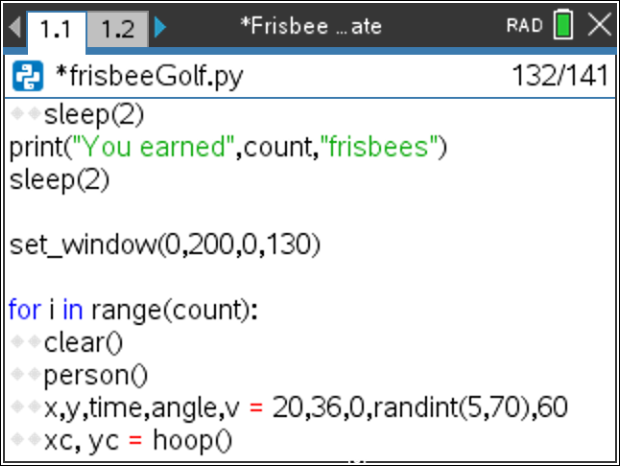 1.1 1.2 *Frisbee ...ate RAD
*frisbeeGolf.py 132/141
sleep(2)
print("You earned",count,"frisbees")
sleep(2)
set_window(0,200,0,130)
for i in range(count):
clear()
person()
x,y,time,angle,v = 20,36,0,randint(5,70),60
xc, yc = hoop()